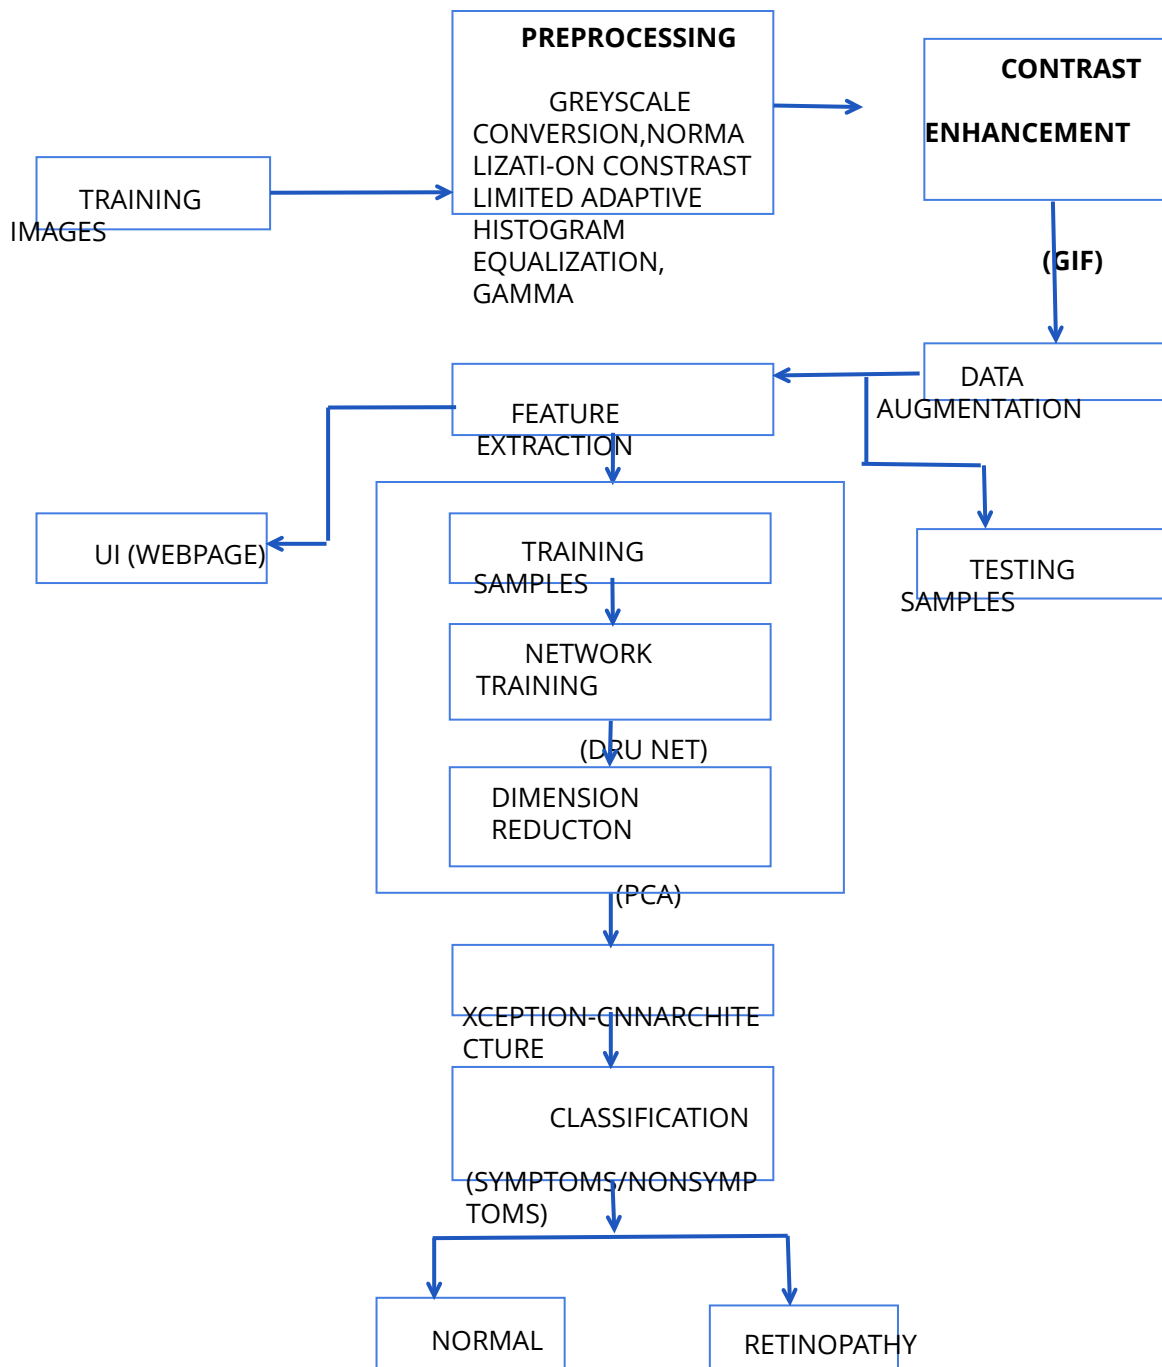 PREPROCESSING
GREYSCALE
CONVERSION,NORMA
LIZATI-ON CONSTRAST
LIMITED ADAPTIVE
HISTOGRAM
EQUALIZATION,
GAMMA
CONTRAST
ENHANCEMENT
(GIF)
TRAINING
IMAGES
DATA
AUGMENTATION
FEATURE
EXTRACTION
UI (WEBPAGE)
TRAINING
SAMPLES
TESTING
SAMPLES
NETWORK
TRAINING
(DRU NET)
DIMENSION
REDUCTON
(PCA)
XCEPTION-CNNARCHITE
CTURE
CLASSIFICATION
(SYMPTOMS/NONSYMP
TOMS)
NORMAL
RETINOPATHY